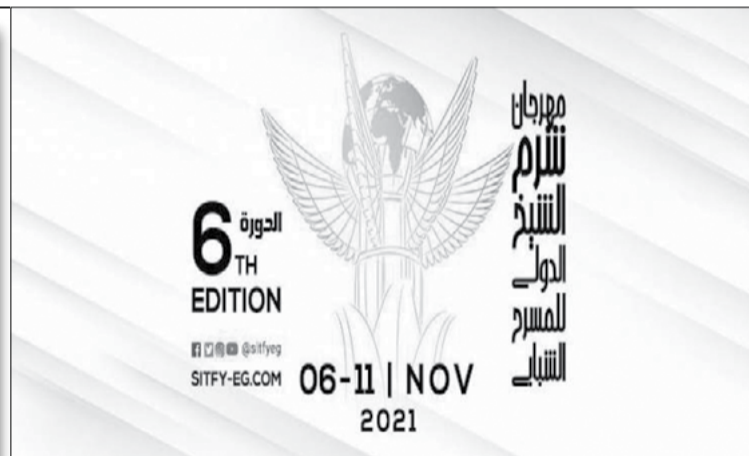 مهرجان
شرم
الشيخ
الدولي
للمسرح
الشبابي
الدورة
6TH
EDITION
@sitfyeg
SITFY-EG.COM
06-11 | NOV
2021